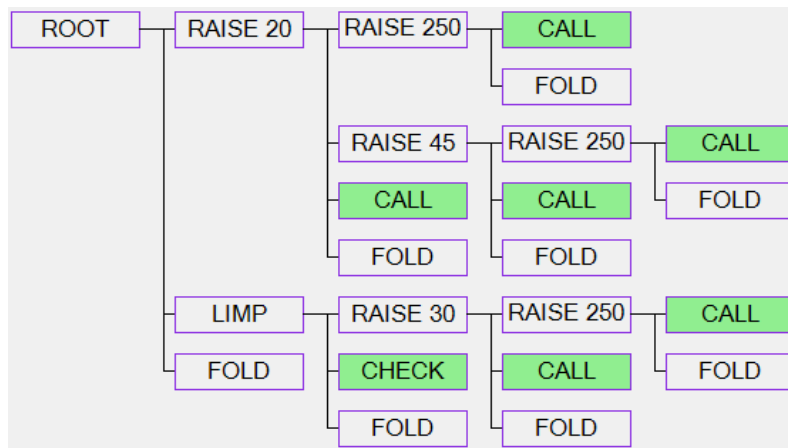 ROOT RAISE 20 RAISE 250 CALL
FOLD
RAISE 45 RAISE 250 CALL
CALL CALL FOLD
FOLD FOLD
LIMP RAISE 30 RAISE 250 CALL
FOLD CHECK CALL FOLD
FOLD FOLD